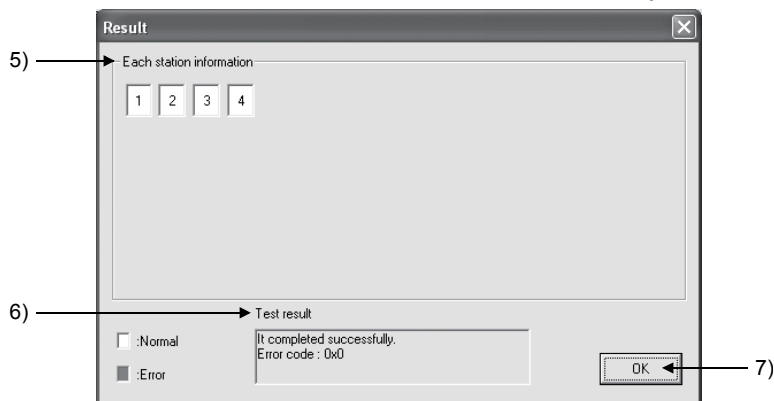 Result
5)
Each station information
1 2 3 4
6)
Test result
:Normal
It completed successfully.
Error code : 0x0
:Error
OK
7)